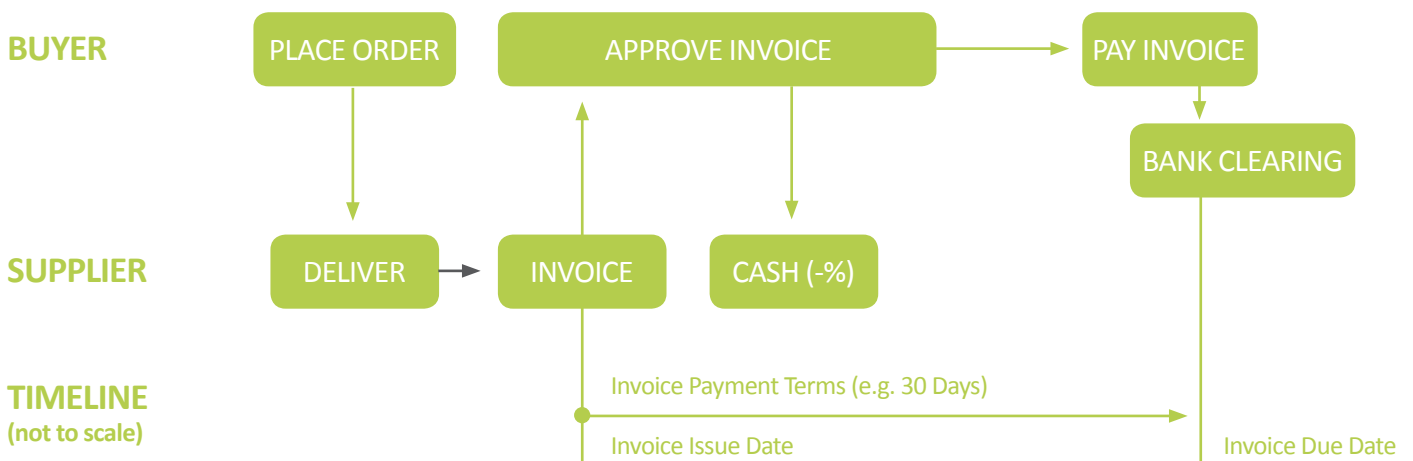 BUYER
PLACE ORDER
APPROVE INVOICE
PAY INVOICE
BANK CLEARING
SUPPLIER
DELIVER
INVOICE
CASH (-%)
TIMELINE
(not to scale)
Invoice Payment Terms (e.g. 30 Days)
Invoice Issue Date
Invoice Due Date